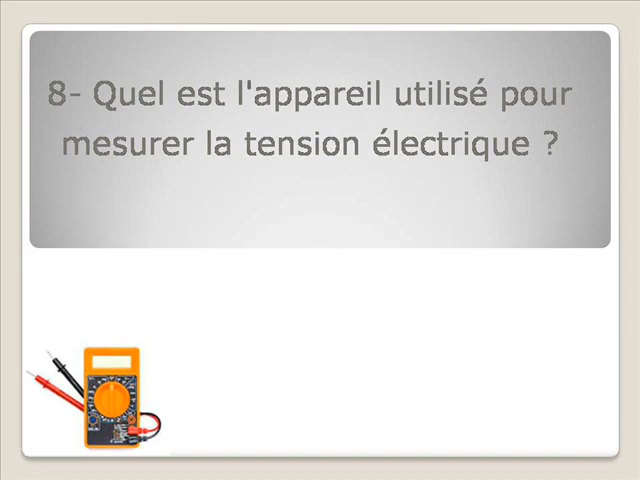 8- Quel est l'appareil utilisé pour
mesurer la tension électrique ?